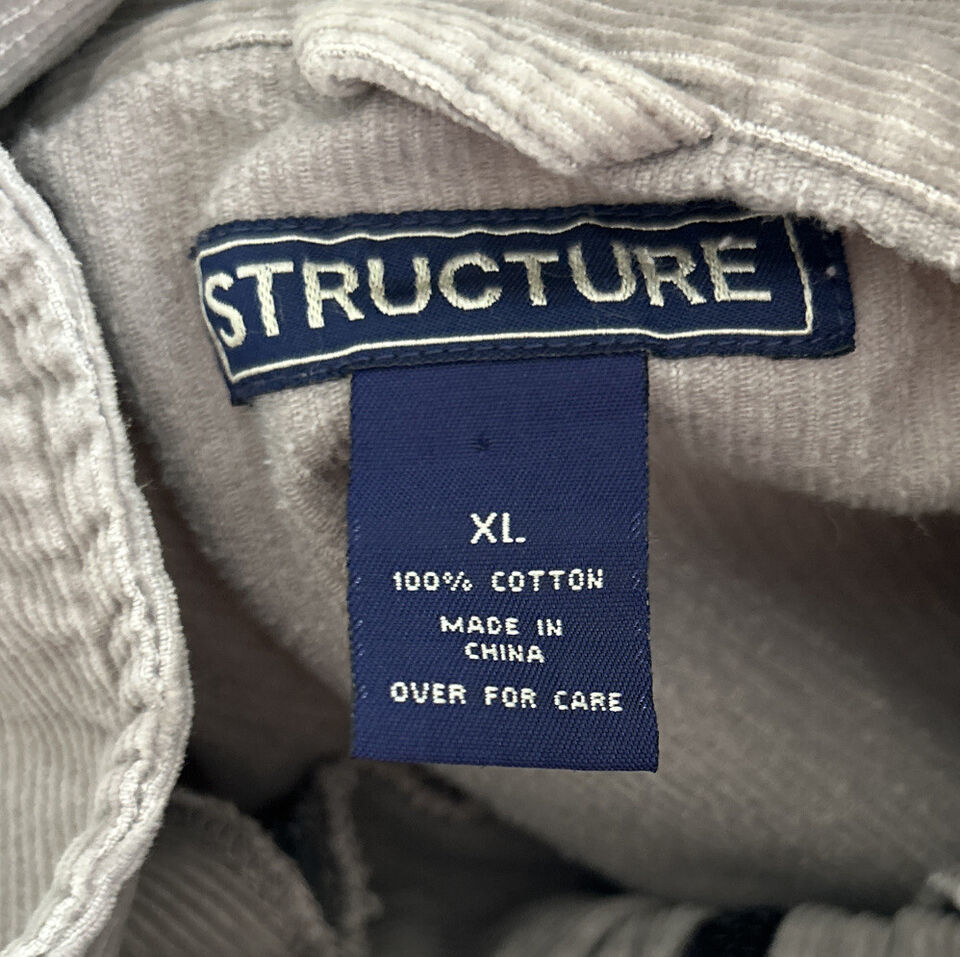 STRUCTURE
XL
100% COTTON
MADE IN
CHINA
OVER FOR CARE